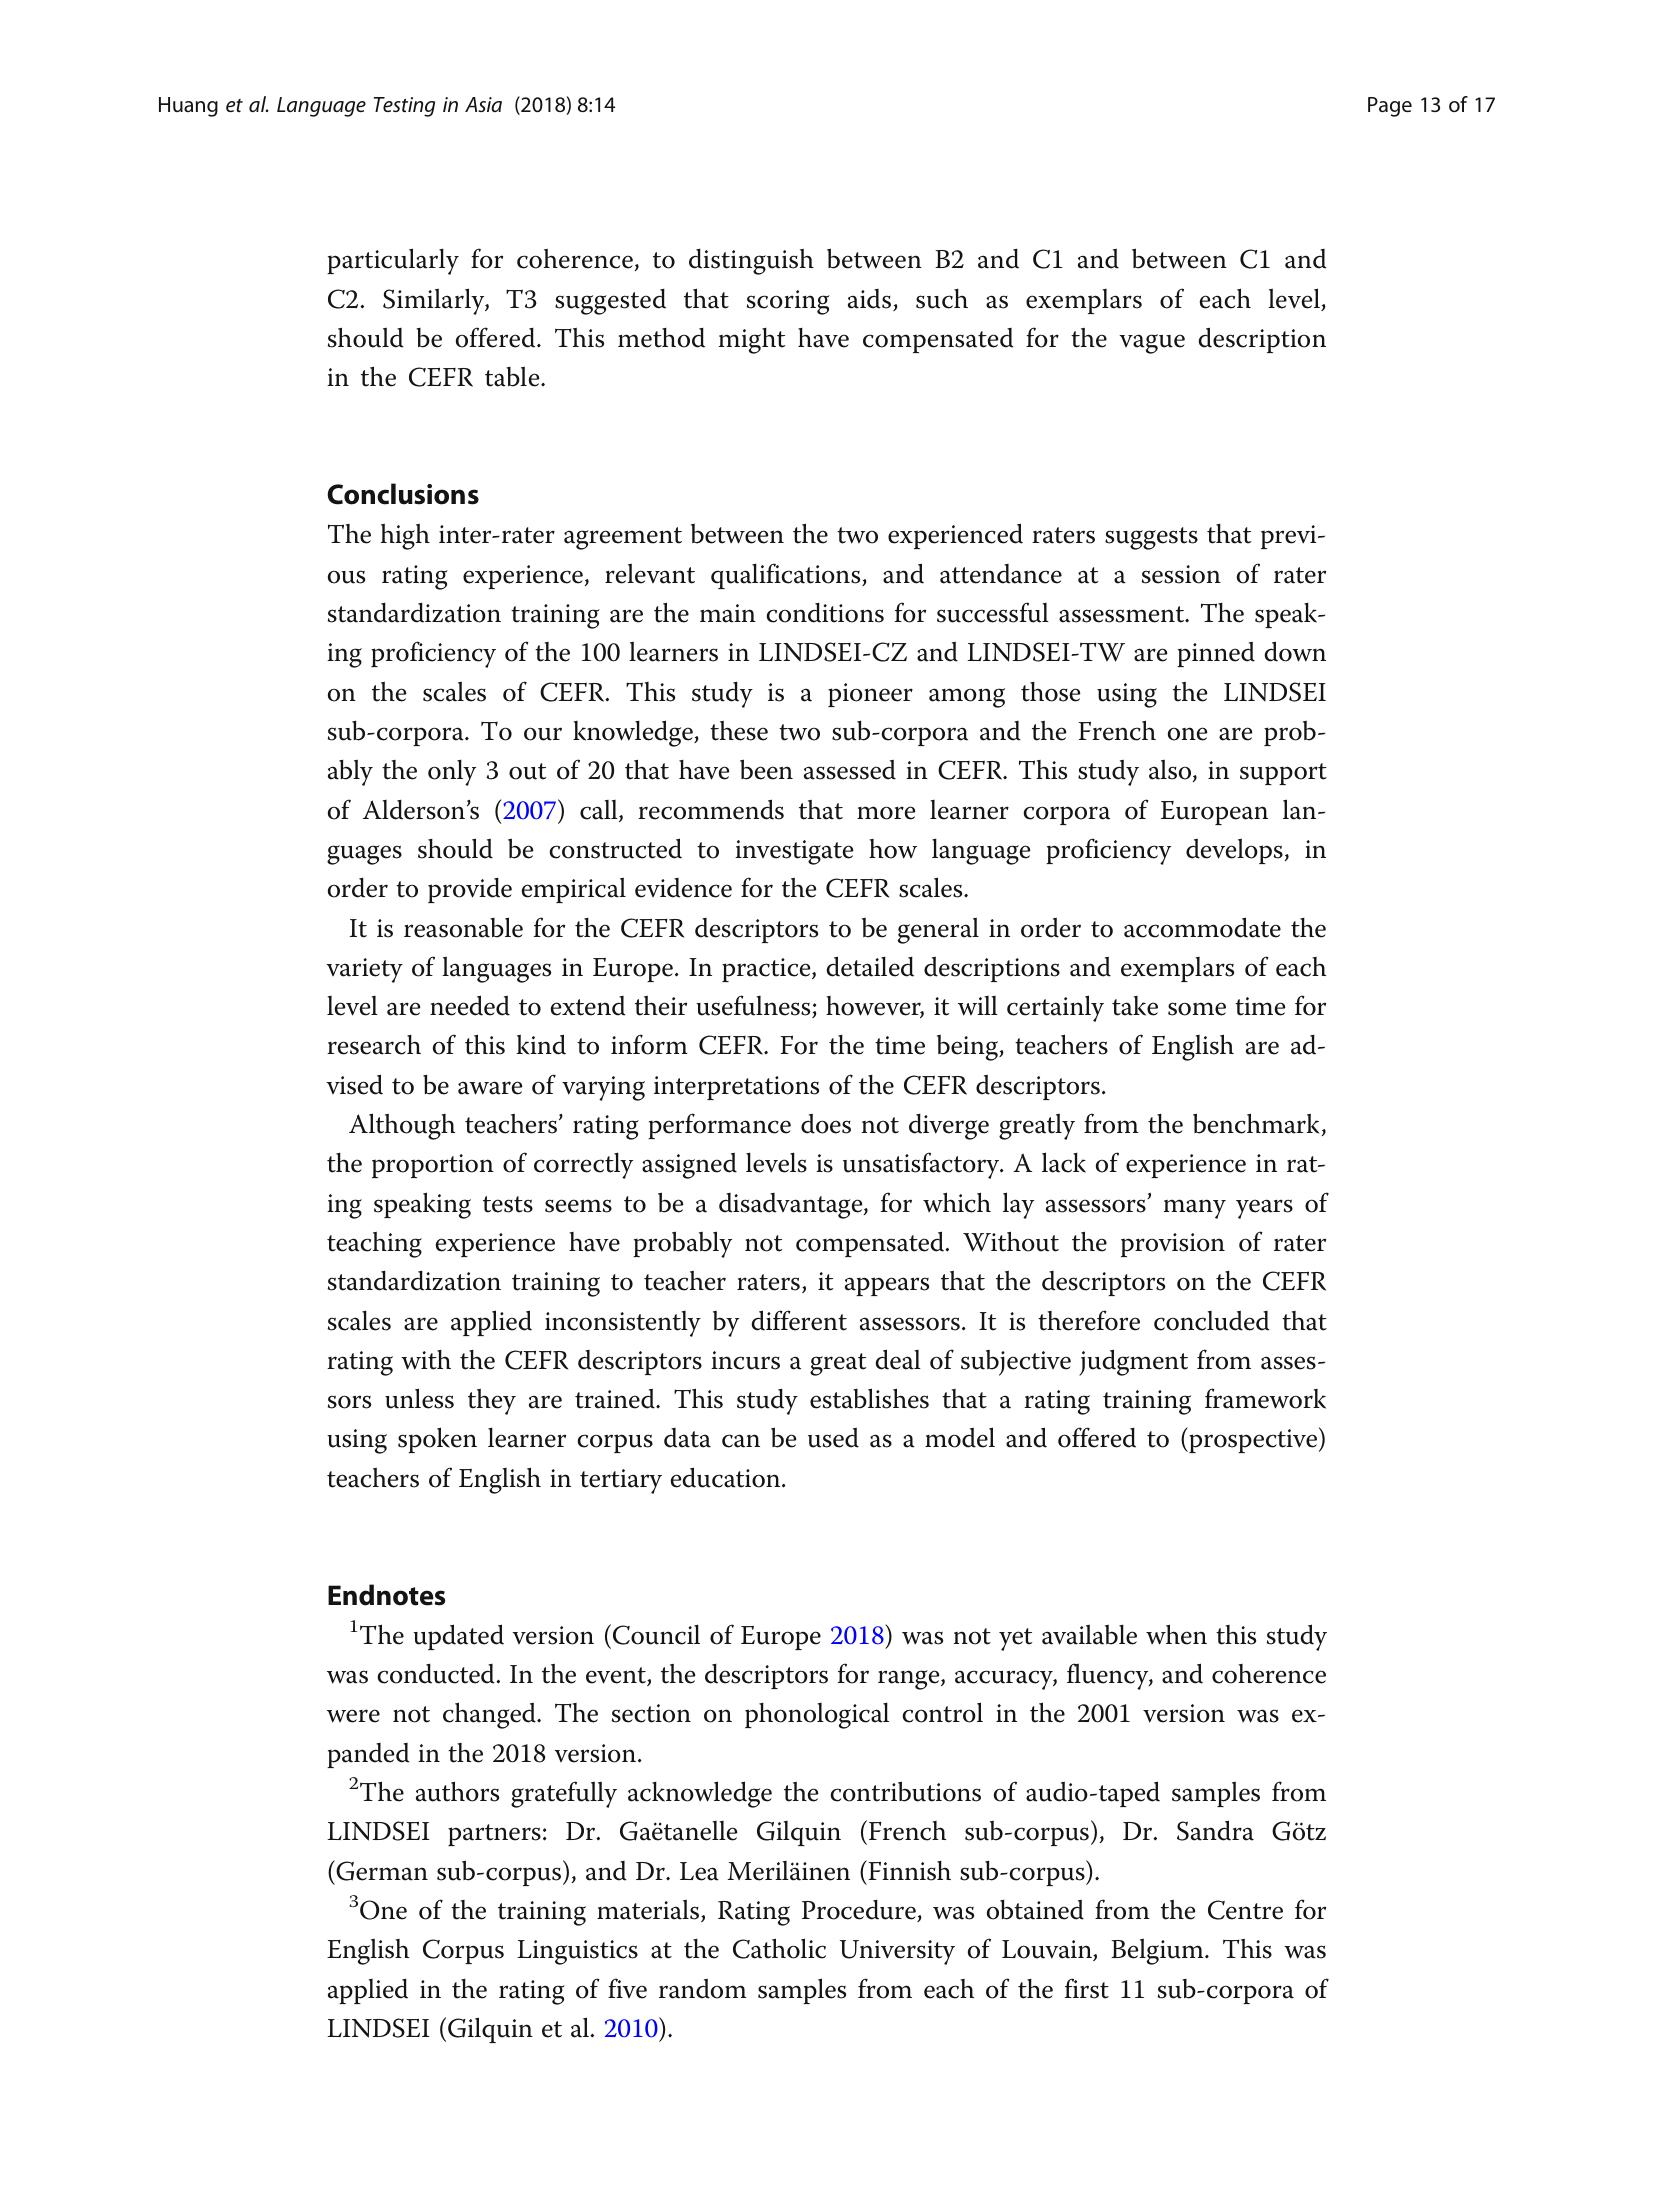 Huang et al. Language Testing in Asia (2018) 8:14
Page 13 of 17
particularly for coherence, to distinguish between B2 and C1 and between C1 and
C2. Similarly, T3 suggested that scoring aids, such as exemplars of each level,
should be offered. This method might have compensated for the vague description
in the CEFR table.
Conclusions
The high inter-rater agreement between the two experienced raters suggests that previ-
ous rating experience, relevant qualifications, and attendance at a session of rater
standardization training are the main conditions for successful assessment. The speak-
ing proficiency of the 100 learners in LINDSEI-CZ and LINDSEI-TW are pinned down
on the scales of CEFR. This study is a pioneer among those using the LINDSEI
sub-corpora. To our knowledge, these two sub-corpora and the French one are prob-
ably the only 3 out of 20 that have been assessed in CEFR. This study also, in support
of Alderson’s (2007) call, recommends that more learner corpora of European lan-
guages should be constructed to investigate how language proficiency develops, in
order to provide empirical evidence for the CEFR scales.
It is reasonable for the CEFR descriptors to be general in order to accommodate the
variety of languages in Europe. In practice, detailed descriptions and exemplars of each
level are needed to extend their usefulness; however, it will certainly take some time for
research of this kind to inform CEFR. For the time being, teachers of English are ad-
vised to be aware of varying interpretations of the CEFR descriptors.
Although teachers’ rating performance does not diverge greatly from the benchmark,
the proportion of correctly assigned levels is unsatisfactory. A lack of experience in rat-
ing speaking tests seems to be a disadvantage, for which lay assessors’ many years of
teaching experience have probably not compensated. Without the provision of rater
standardization training to teacher raters, it appears that the descriptors on the CEFR
scales are applied inconsistently by different assessors. It is therefore concluded that
rating with the CEFR descriptors incurs a great deal of subjective judgment from asses-
sors unless they are trained. This study establishes that a rating training framework
using spoken learner corpus data can be used as a model and offered to (prospective)
teachers of English in tertiary education.
Endnotes
1The updated version (Council of Europe 2018) was not yet available when this study
was conducted. In the event, the descriptors for range, accuracy, fluency, and coherence
were not changed. The section on phonological control in the 2001 version was ex-
panded in the 2018 version.
2The authors gratefully acknowledge the contributions of audio-taped samples from
LINDSEI partners: Dr. Gaëtanelle Gilquin (French sub-corpus), Dr. Sandra Götz
(German sub-corpus), and Dr. Lea Meriläinen (Finnish sub-corpus).
3One of the training materials, Rating Procedure, was obtained from the Centre for
English Corpus Linguistics at the Catholic University of Louvain, Belgium. This was
applied in the rating of five random samples from each of the first 11 sub-corpora of
LINDSEI (Gilquin et al. 2010).